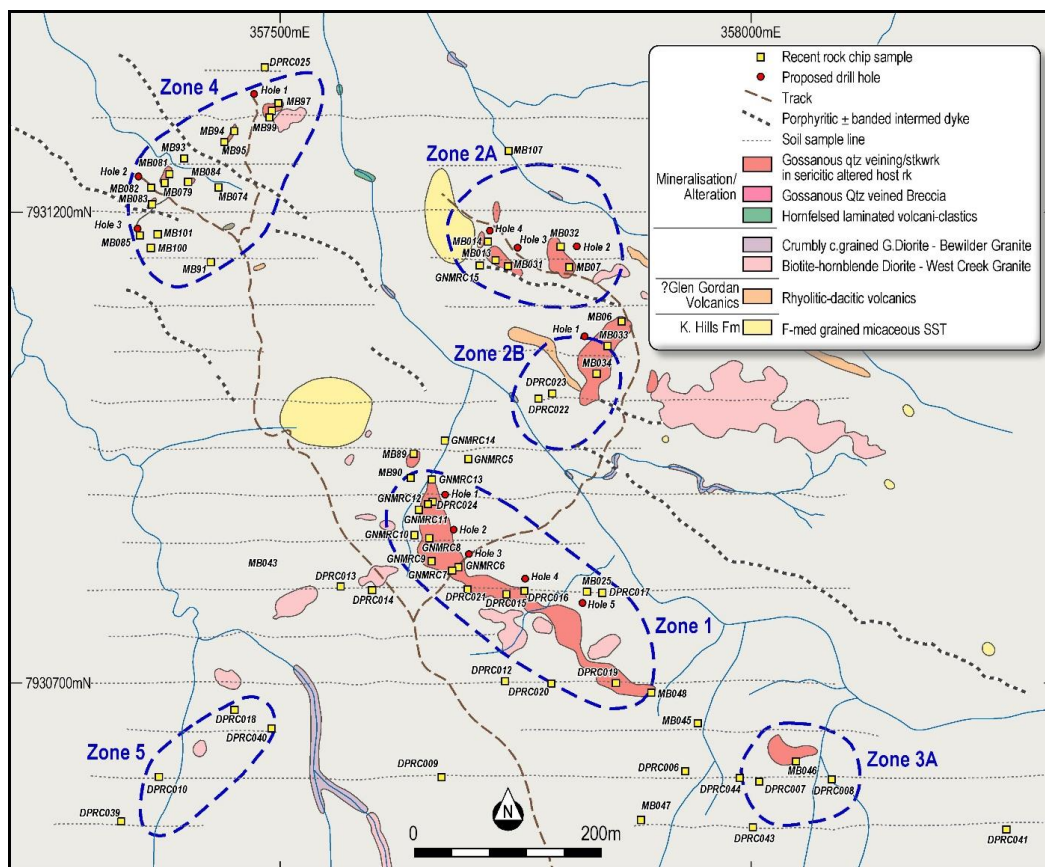 357500mE
358000mE
DPRC025
Zone 4
Hole 1
MB97
MB99
MB94
MB95
MB93
MB081
Hole 2
MB084
MB082
MB079
MB074
MB083
7931200mN
Hole 3
MB101
MB085
MB100
MB91
Zone 2A
MB107
Hole 4
MB032
MB014
Hole 3
Hole 2
MB013
MB031
MB07
GNMRC15
MB06
Hole 1
MB033
Zone 2B
MB034
DPRC023
DPRC022
Recent rock chip sample
Proposed drill hole
Track
Porphyritic ± banded intermed dyke
Soil sample line
Mineralisation/
Alteration
Gossanous qtz veining/stkwrk
in sericitic altered host rk
Gossanous Qtz veined Breccia
Hornfelsed laminated volcani-clastics
Crumbly c.grained G.Diorite - Bewilder Granite
Biotite-hornblende Diorite - West Creek Granite
?Glen Gordan
Volcanics
Rhyolitic-dacitic volcanics
K. Hills Fm
F-med grained micaceous SST
GNMRC14
MB89
GNMRC5
MB90
GNMRC13
GNMRC12
Hole 1
DPRC024
GNMRC11
Hole 2
GNMRC10
GNMRC8
Hole 3
GNMRC9
GNMRC6
MB043
GNMRC7
Hole 4
DPRC013
MB025
DPRC014
DPRC021
DPRC016
DPRC017
DPRC015
Hole 5
Zone 1
DPRC012
DPRC019
7930700mN
DPRC020
MB048
DPRC018
MB045
DPRC040
Zone 5
DPRC009
DPRC006
MB046
Zone 3A
DPRC010
DPRC044
DPRC007
DPRC008
DPRC039
MB047
DPRC043
DPRC041
N
0
200m